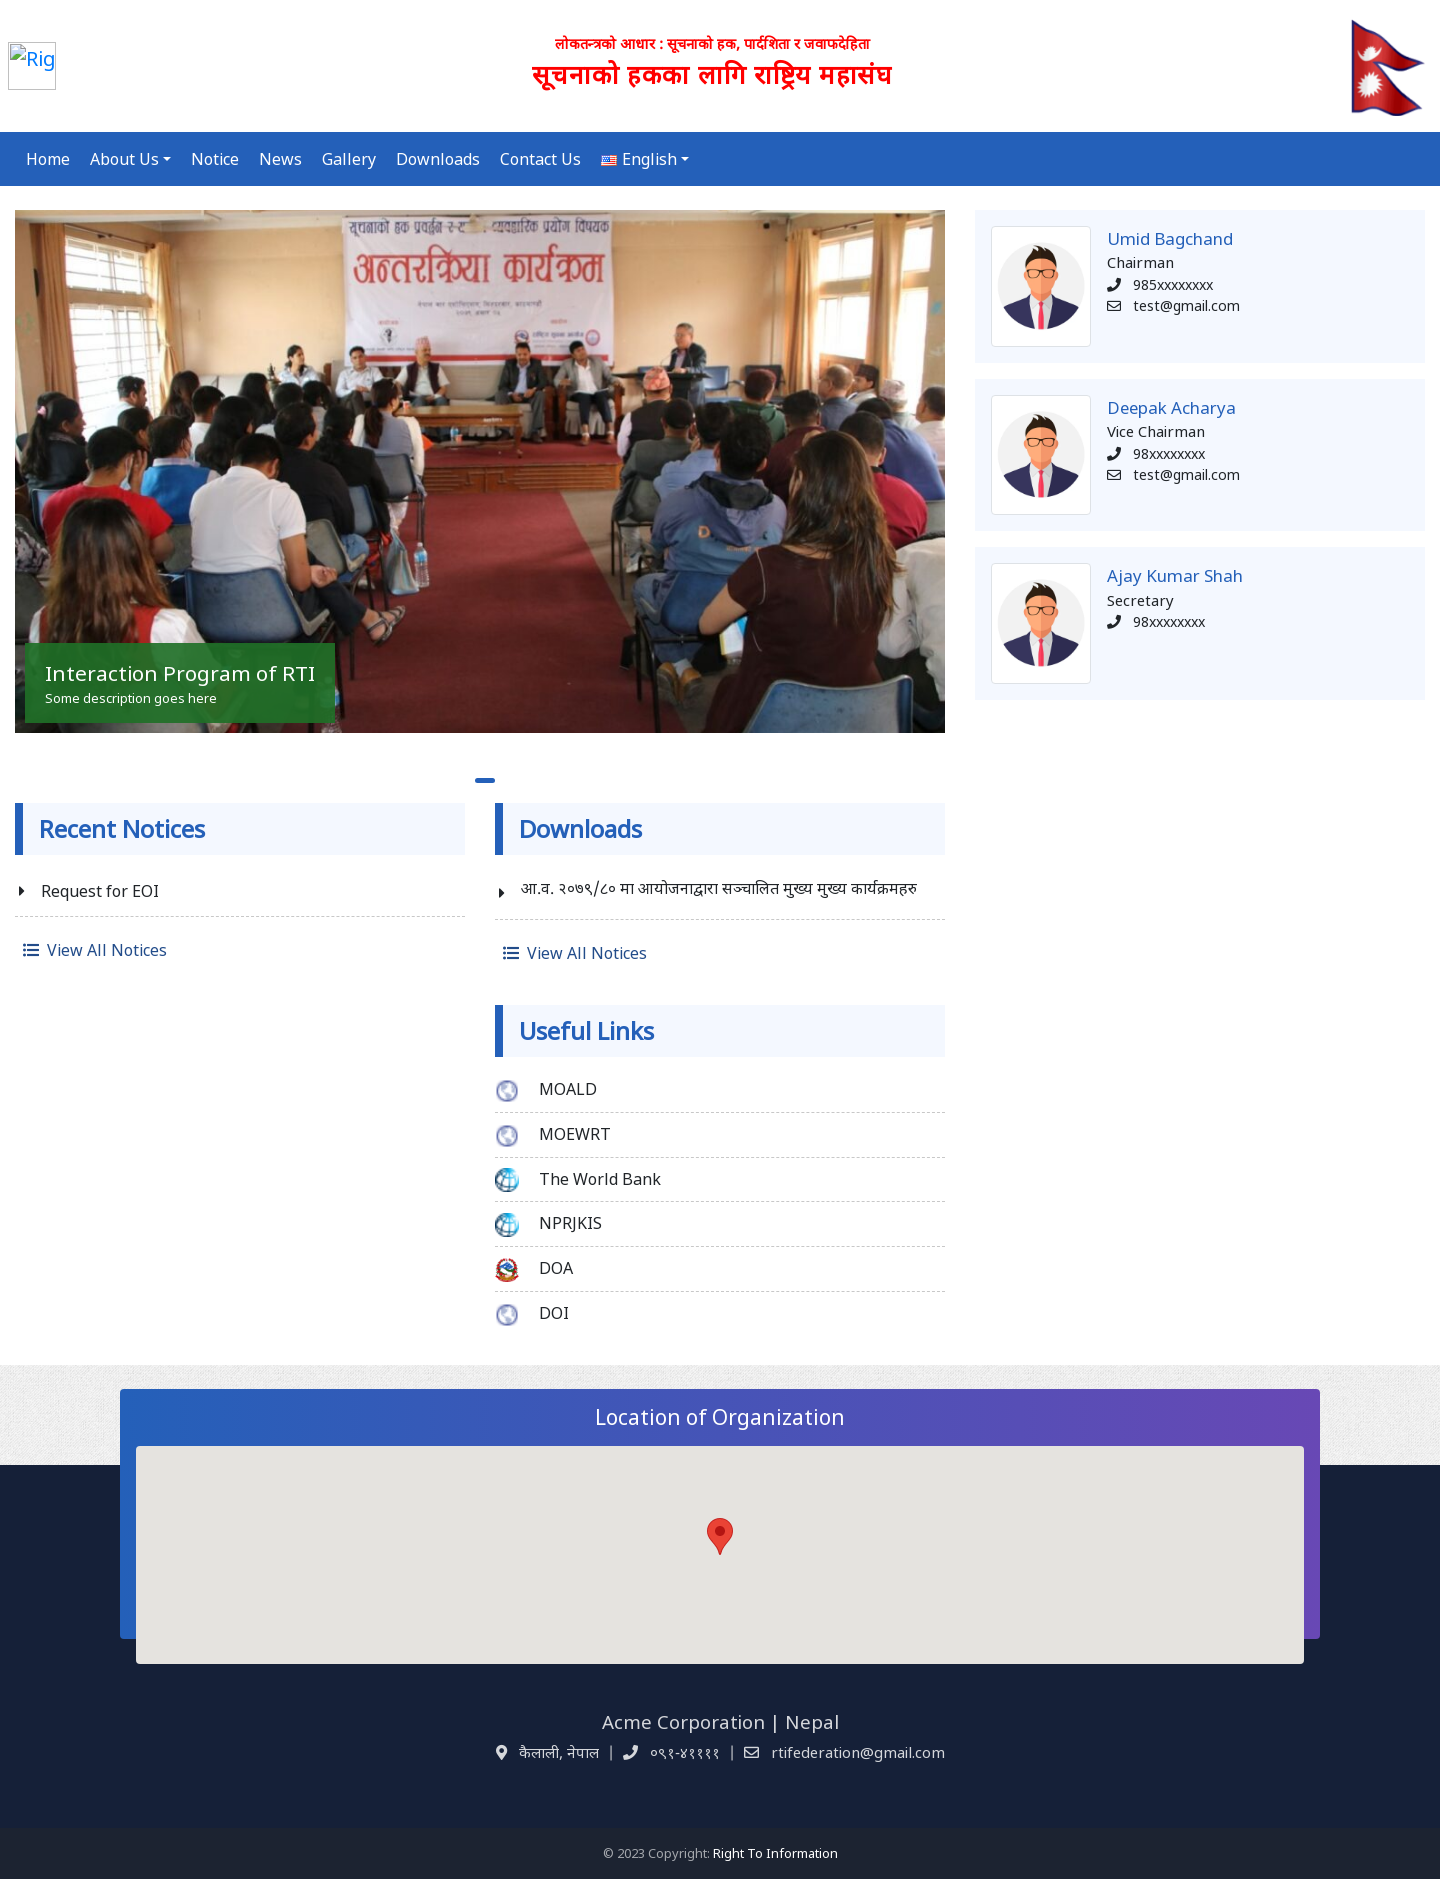 Rig
लोकतन्त्रको आधार : सूचनाको हक, पार्दशिता र जवाफदेहिता
सूचनाको हकका लागि राष्ट्रिय महासंघ
Home About Us Notice News Gallery Downloads Contact Us English
सूचनाको हक प्रवर्द्धन र व्यवहारिक प्रयोग विषयक
अन्तरक्रिया कार्यक्रम
Interaction Program of RTI
Some description goes here
Umid Bagchand
Chairman
985xxxxxxxx
test@gmail.com
Deepak Acharya
Vice Chairman
98xxxxxxxx
test@gmail.com
Ajay Kumar Shah
Secretary
98xxxxxxxx
Recent Notices
Request for EOI
View All Notices
Downloads
आ.व. २०७९/८० मा आयोजनाद्वारा सञ्चालित मुख्य मुख्य कार्यक्रमहरु
View All Notices
Useful Links
MOALD
MOEWRT
The World Bank
NPRJKIS
DOA
DOI
Location of Organization
Acme Corporation | Nepal
कैलाली, नेपाल | ०९१-४११११ | rtifederation@gmail.com
© 2023 Copyright: Right To Information